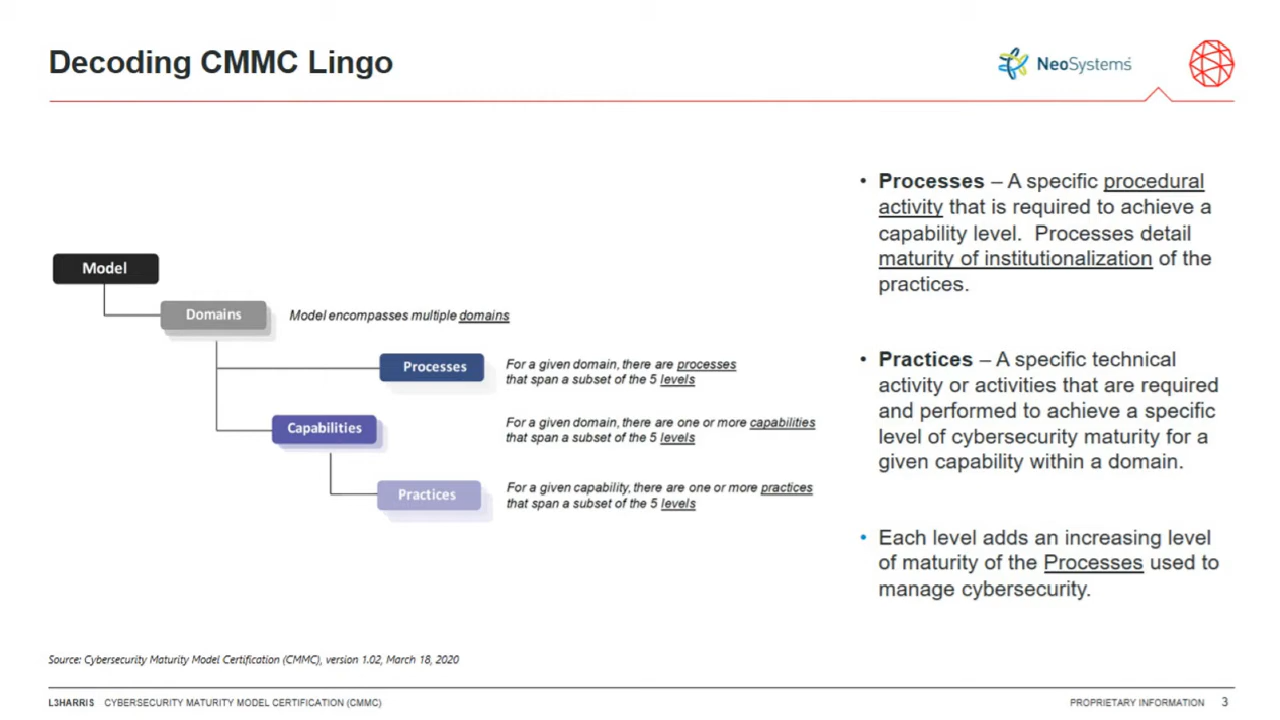 Decoding CMMC Lingo
NeoSystems
Model
Domains
Model encompasses multiple domains
Processes
For a given domain, there are processes
that span a subset of the 5 levels
Capabilities
For a given domain, there are one or more capabilities
that span a subset of the 5 levels
Practices
For a given capability, there are one or more practices
that span a subset of the 5 levels
• Processes – A specific procedural
activity that is required to achieve a
capability level. Processes detail
maturity of institutionalization of the
practices.
• Practices – A specific technical
activity or activities that are required
and performed to achieve a specific
level of cybersecurity maturity for a
given capability within a domain.
• Each level adds an increasing level
of maturity of the Processes used to
manage cybersecurity.
Source: Cybersecurity Maturity Model Certification (CMMC), version 1.02, March 18, 2020
L3HARRIS CYBERSECURITY MATURITY MODEL CERTIFICATION (CMMC)
PROPRIETARY INFORMATION 3